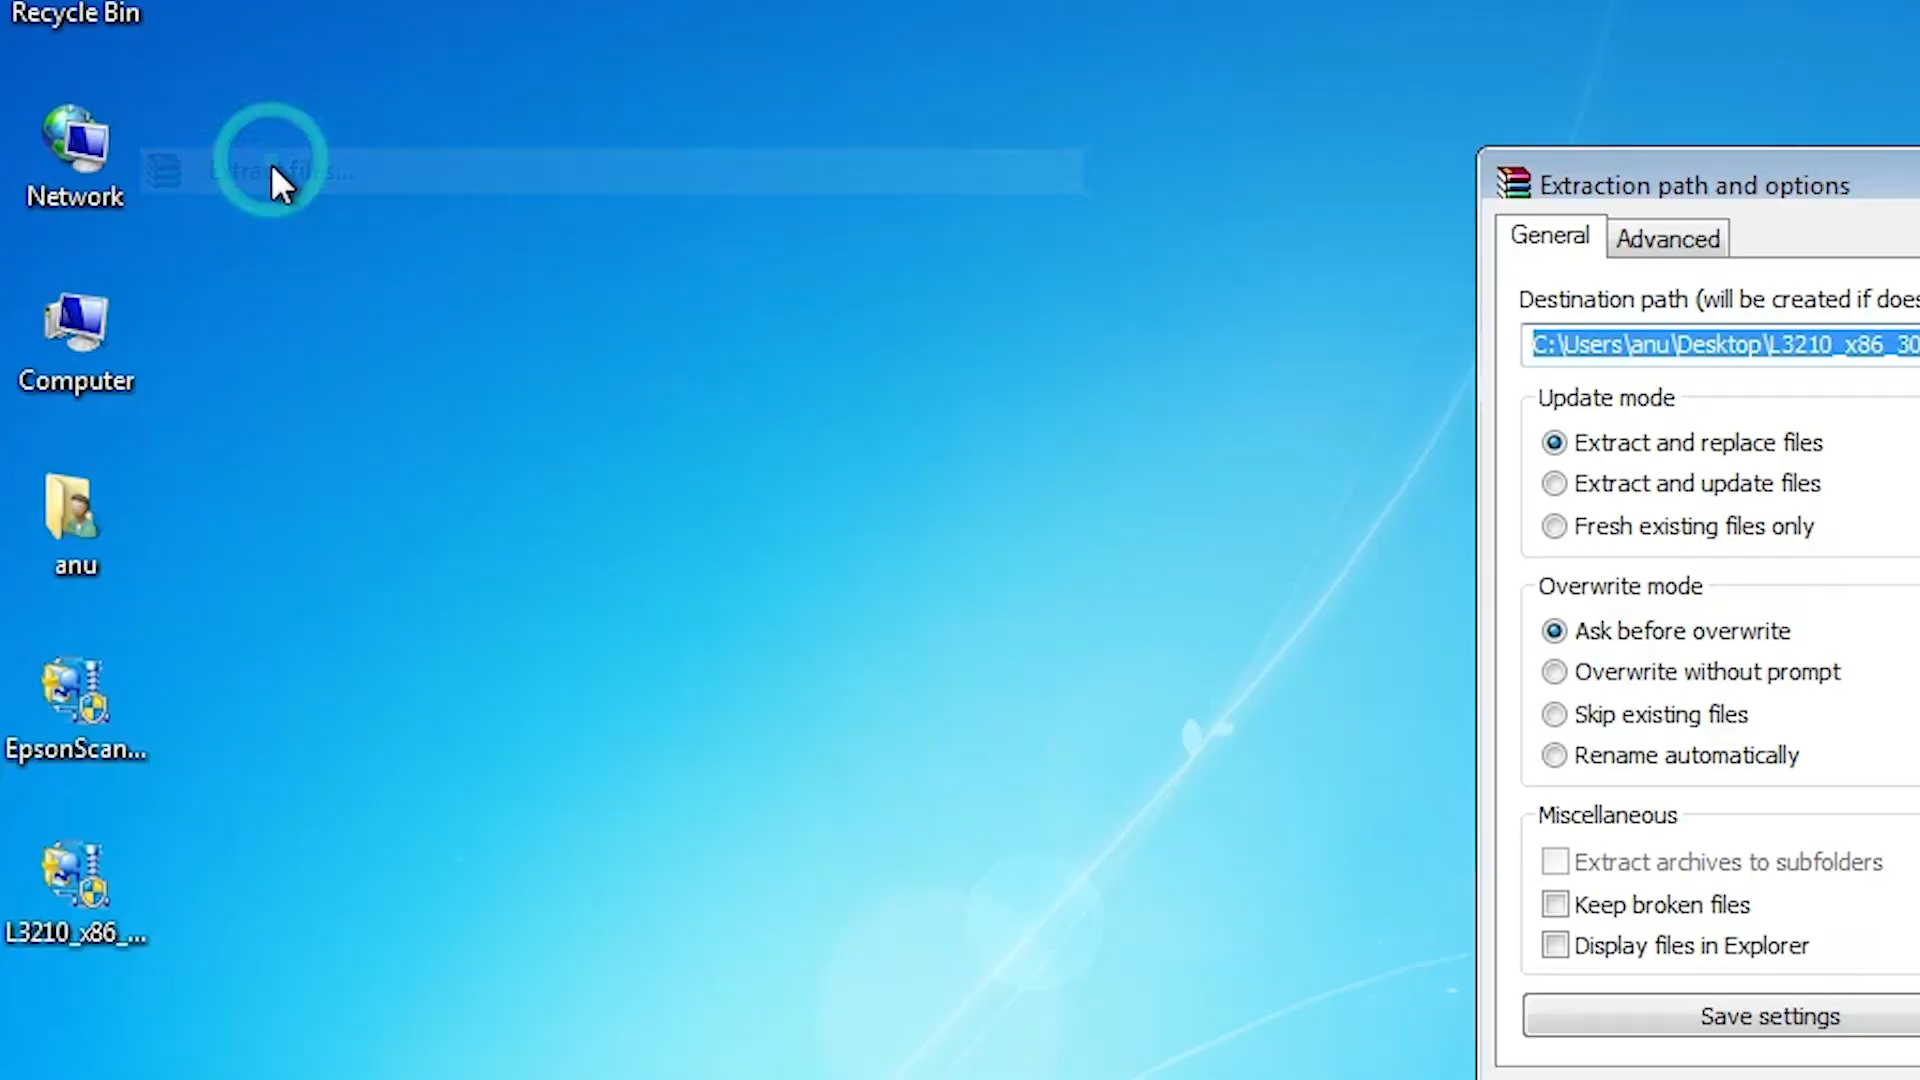 Recycle Bin
Network
Extract files...
Computer
anu
EpsonScan...
L3210_x86_...
Extraction path and options
General
Advanced
Destination path (will be created if does
C:\Users\anu\Desktop\L3210_x86_30
Update mode
Extract and replace files
Extract and update files
Fresh existing files only
Overwrite mode
Ask before overwrite
Overwrite without prompt
Skip existing files
Rename automatically
Miscellaneous
Extract archives to subfolders
Keep broken files
Display files in Explorer
Save settings